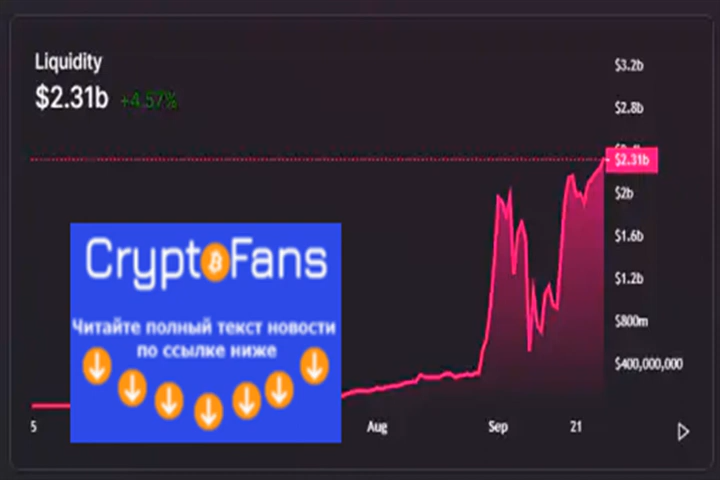 Liquidity
$2.31b +4.57%
$3.2b
$2.8b
$2.31b
$2b
$1.6b
$1.2b
$800m
$400,000,000
CryptoFans
Читайте полный текст новости
по ссылке ниже
5 Aug Sep 21